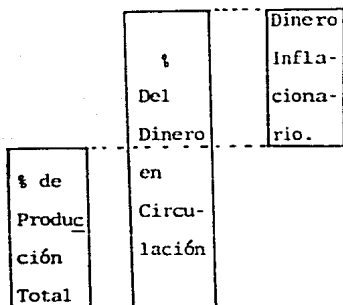 % de
Produc
ción
Total
%
Del
Dinero
en
Circu-
lación
Dinero
Infla-
ciona-
rio.